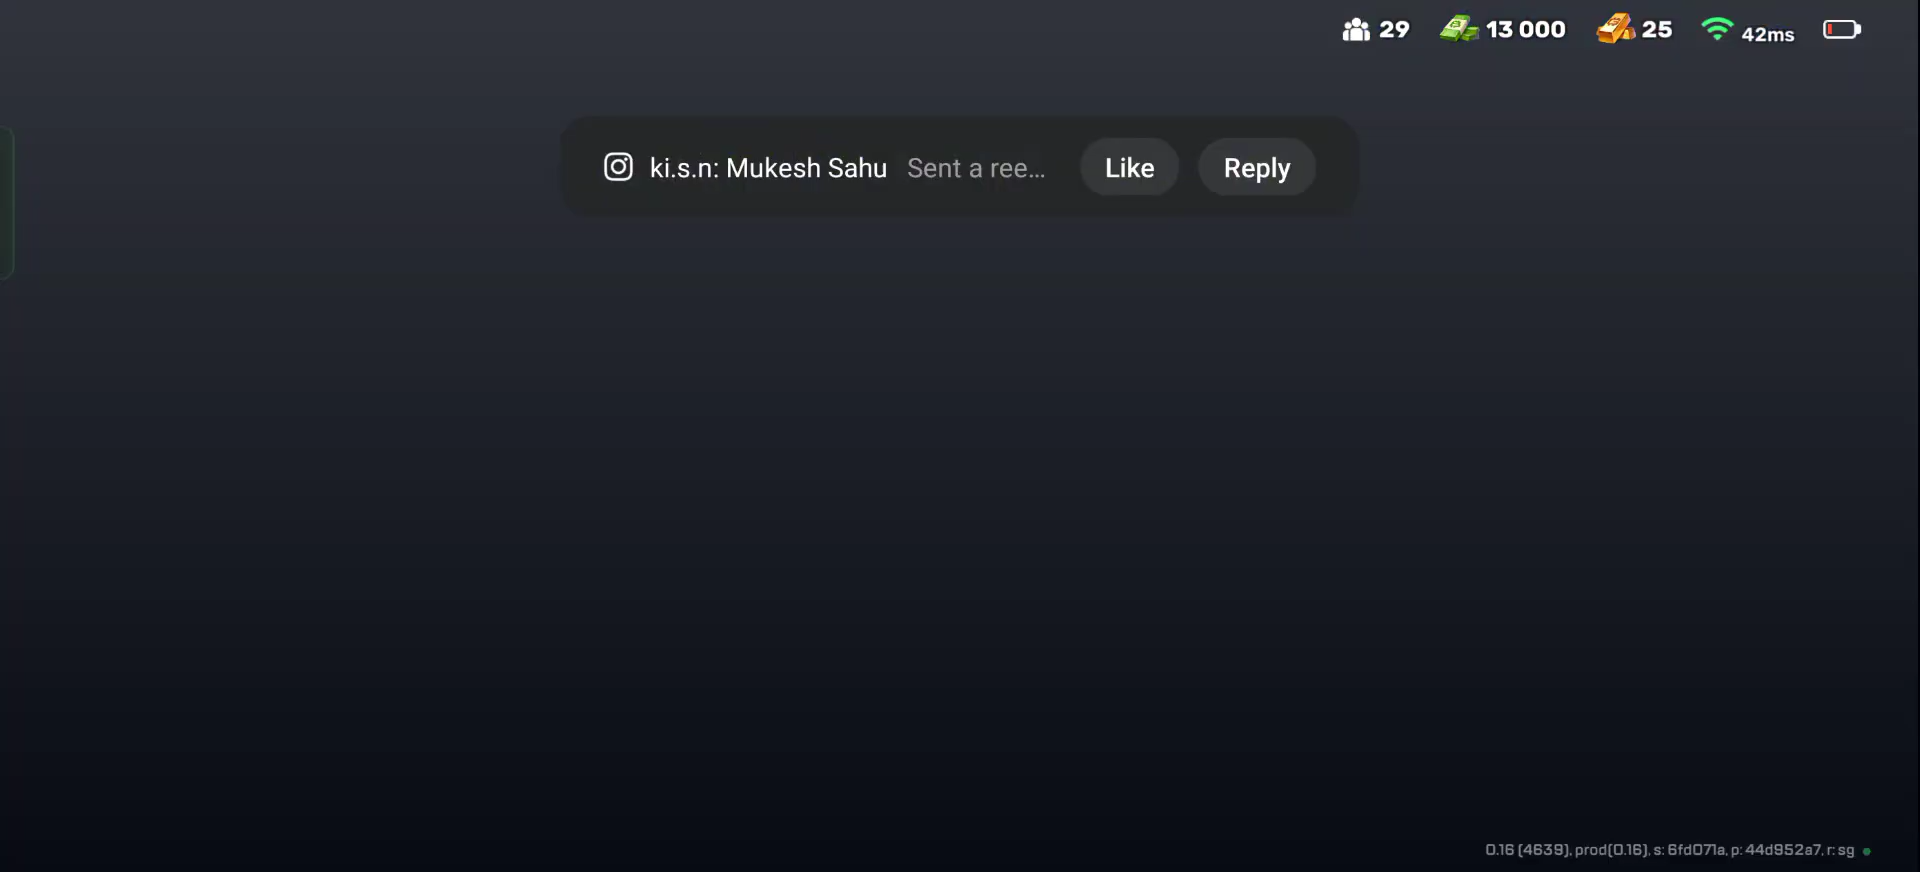 29 13 000 25 42ms
ki.s.n: Mukesh Sahu Sent a ree... Like Reply
0.16 (4639), prod(0.16), s: 6fd071a, p: 44d952a7, r: sg